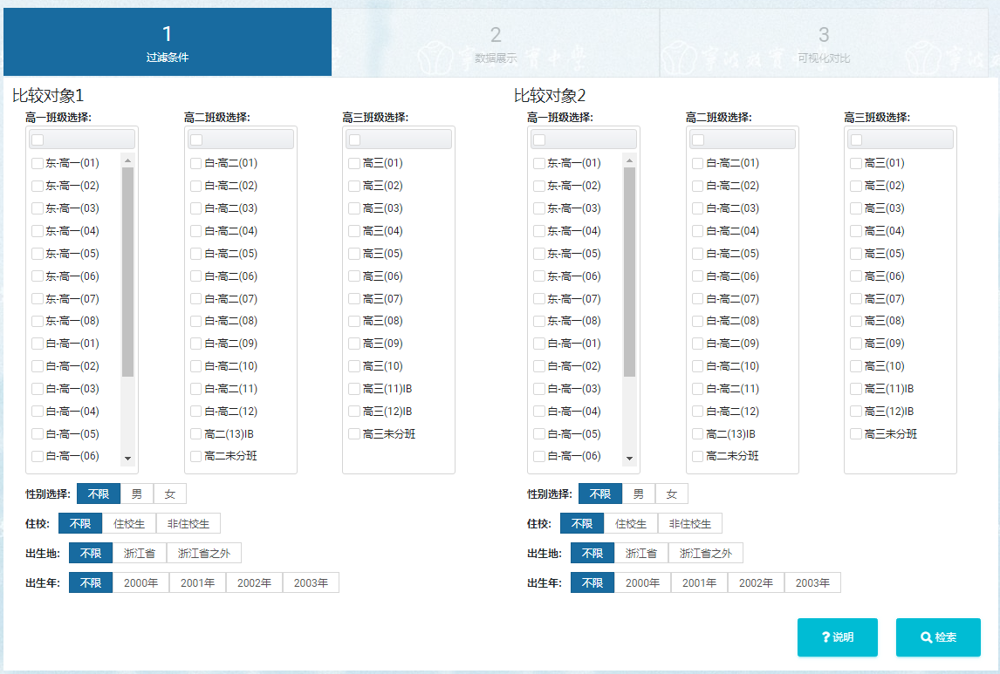 1
过滤条件
2
数据展示
3
可视化对比
比较对象1
高一班级选择:
东-高一(01)
东-高一(02)
东-高一(03)
东-高一(04)
东-高一(05)
东-高一(06)
东-高一(07)
东-高一(08)
白-高一(01)
白-高一(02)
白-高一(03)
白-高一(04)
白-高一(05)
白-高一(06)
高二班级选择:
白-高二(01)
白-高二(02)
白-高二(03)
白-高二(04)
白-高二(05)
白-高二(06)
白-高二(07)
白-高二(08)
白-高二(09)
白-高二(10)
白-高二(11)
白-高二(12)
高二(13)IB
高二未分班
高三班级选择:
高三(01)
高三(02)
高三(03)
高三(04)
高三(05)
高三(06)
高三(07)
高三(08)
高三(09)
高三(10)
高三(11)IB
高三(12)IB
高三未分班
性别选择: 不限 男 女
住校: 不限 住校生 非住校生
出生地: 不限 浙江省 浙江省之外
出生年: 不限 2000年 2001年 2002年 2003年
比较对象2
高一班级选择:
东-高一(01)
东-高一(02)
东-高一(03)
东-高一(04)
东-高一(05)
东-高一(06)
东-高一(07)
东-高一(08)
白-高一(01)
白-高一(02)
白-高一(03)
白-高一(04)
白-高一(05)
白-高一(06)
高二班级选择:
白-高二(01)
白-高二(02)
白-高二(03)
白-高二(04)
白-高二(05)
白-高二(06)
白-高二(07)
白-高二(08)
白-高二(09)
白-高二(10)
白-高二(11)
白-高二(12)
高二(13)IB
高二未分班
高三班级选择:
高三(01)
高三(02)
高三(03)
高三(04)
高三(05)
高三(06)
高三(07)
高三(08)
高三(09)
高三(10)
高三(11)IB
高三(12)IB
高三未分班
性别选择: 不限 男 女
住校: 不限 住校生 非住校生
出生地: 不限 浙江省 浙江省之外
出生年: 不限 2000年 2001年 2002年 2003年
?说明
检索